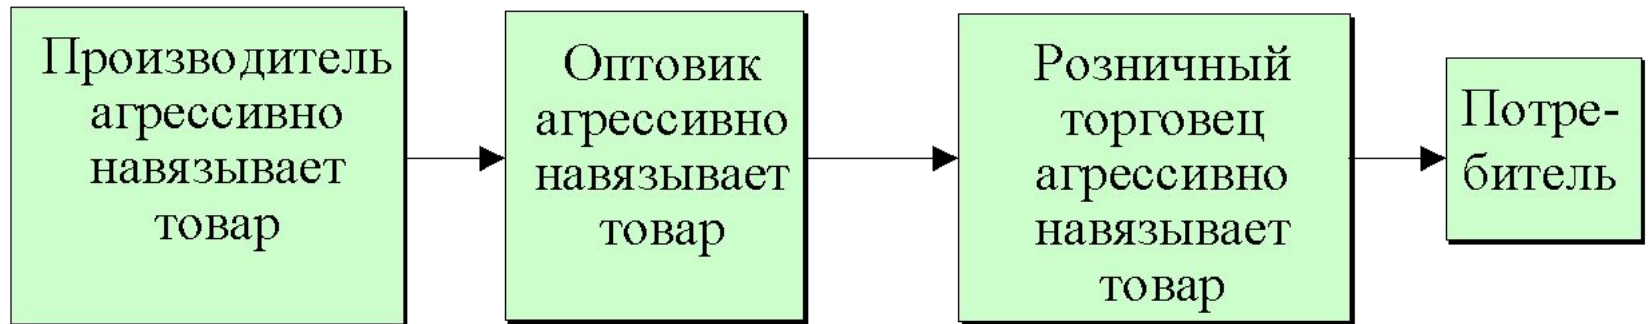 Производитель
агрессивно
навязывает
товар
Оптовик
агрессивно
навязывает
товар
Розничный
торговец
агрессивно
навязывает
товар
Потре-
битель